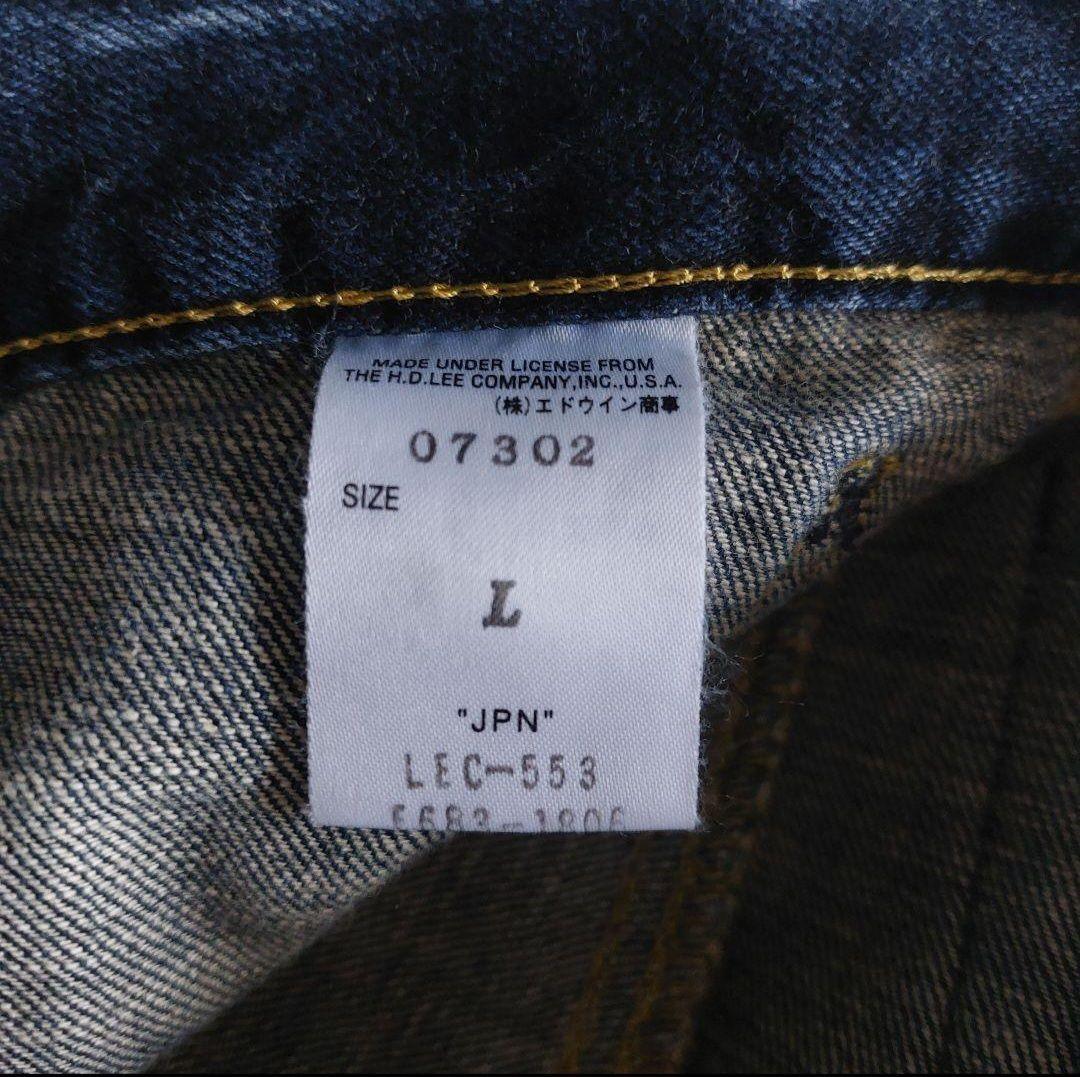 MADE UNDER LICENSE FROM
THE H.D.LEE COMPANY,INC.,U.S.A.
(株)エドウイン商事
07302
SIZE
L
"JPN"
LEC-553